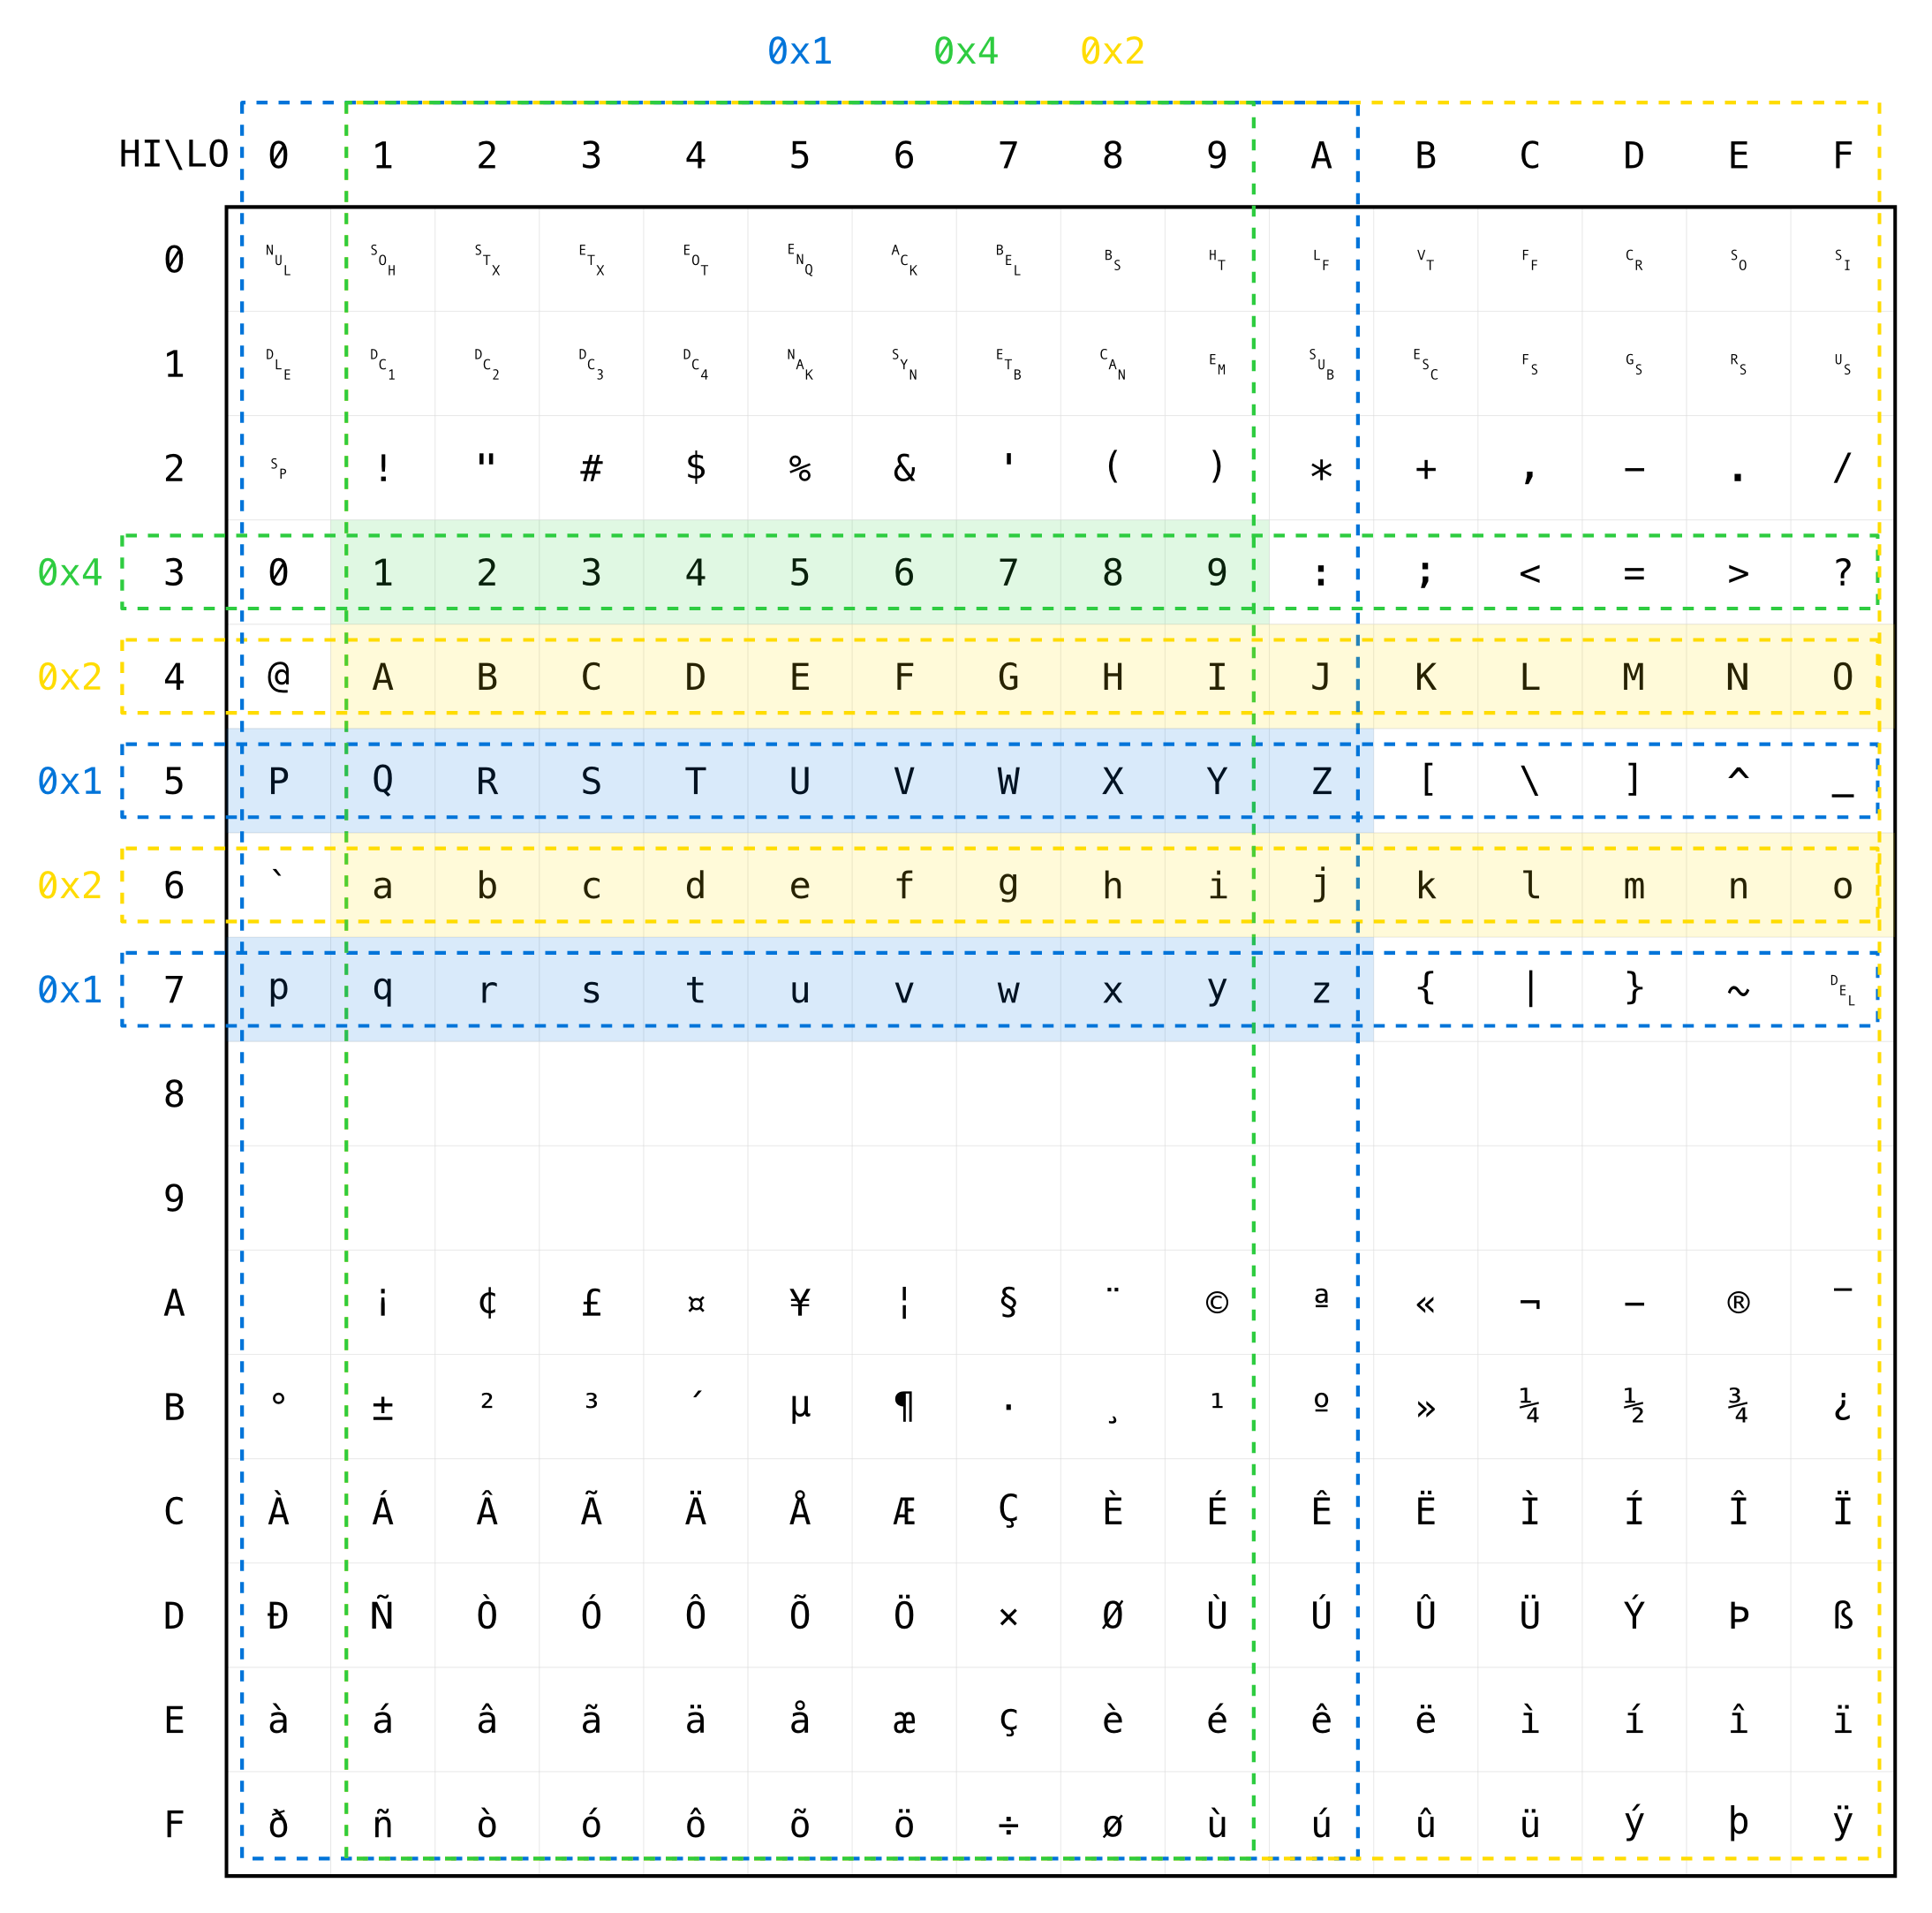 0x1 0x4 0x2
HI\LO 0 1 2 3 4 5 6 7 8 9 A B C D E F
0 NUL SOH STX ETX EOT ENQ ACK BEL BS HT LF VT FF CR SO SI
1 DLE DC1 DC2 DC3 DC4 NAK SYN ETB CAN EM SUB ESC FS GS RS US
2 SP ! " # $ % & ' ( ) * + , - . /
0x4 3 0 1 2 3 4 5 6 7 8 9 : ; < = > ?
0x2 4 @ A B C D E F G H I J K L M N O
0x1 5 P Q R S T U V W X Y Z [ \ ] ^ _
0x2 6 ` a b c d e f g h i j k l m n o
0x1 7 p q r s t u v w x y z { | } ~ DEL
8
9
A ¡ ¢ £ ¤ ¥ ¦ § ¨ © ª « ¬ − ® ¯
B ° ± ² ³ ´ µ ¶ · ¸ ¹ º » ¼ ½ ¾ ¿
C À Á Â Ã Ä Å Æ Ç È É Ê Ë Ì Í Î Ï
D Ð Ñ Ò Ó Ô Õ Ö × Ø Ù Ú Û Ü Ý Þ ß
E à á â ã ä å æ ç è é ê ë ì í î ï
F ð ñ ò ó ô õ ö ÷ ø ù ú û ü ý þ ÿ